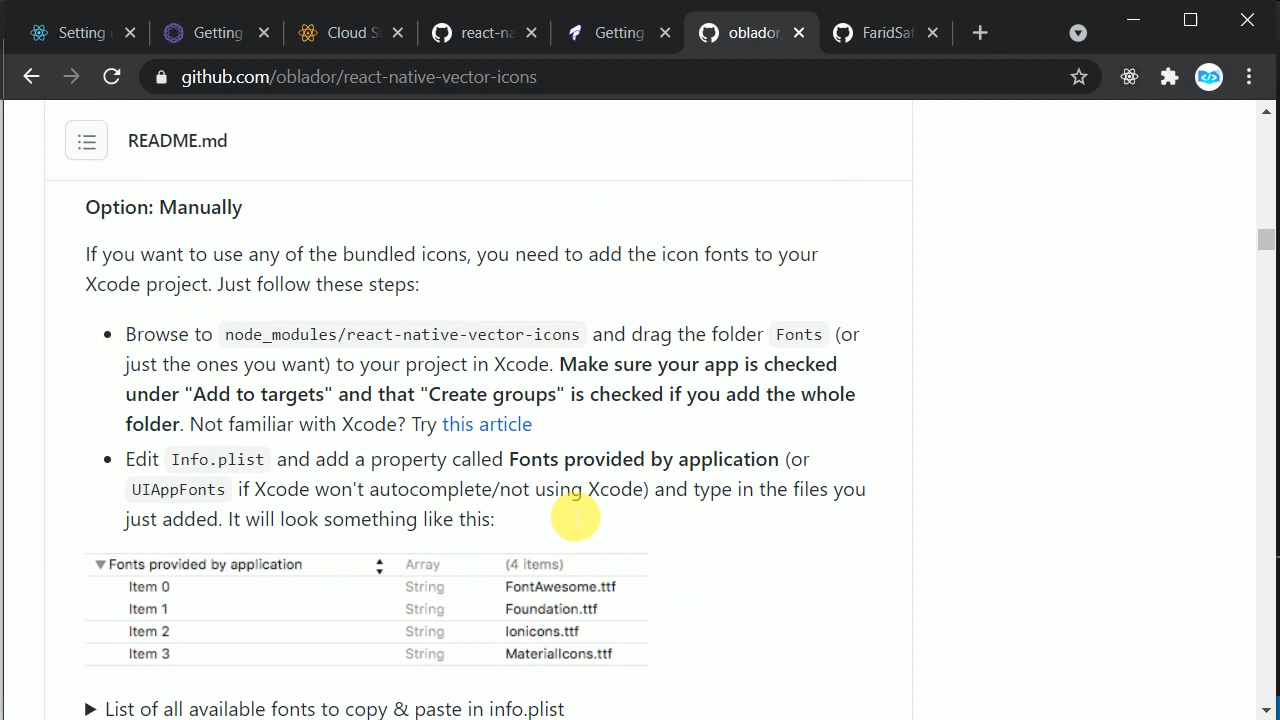 Setting
Getting
Cloud S
react-na
Getting
oblador/
FaridSaf
github.com/oblador/react-native-vector-icons
README.md
Option: Manually
If you want to use any of the bundled icons, you need to add the icon fonts to your
Xcode project. Just follow these steps:
Browse to node_modules/react-native-vector-icons and drag the folder Fonts (or
just the ones you want) to your project in Xcode. Make sure your app is checked
under "Add to targets" and that "Create groups" is checked if you add the whole
folder. Not familiar with Xcode? Try this article
Edit Info.plist and add a property called Fonts provided by application (or
UIAppFonts if Xcode won't autocomplete/not using Xcode) and type in the files you
just added. It will look something like this:
Fonts provided by application Array (4 items)
Item 0 String FontAwesome.ttf
Item 1 String Foundation.ttf
Item 2 String Ionicons.ttf
Item 3 String MaterialIcons.ttf
List of all available fonts to copy & paste in info.plist